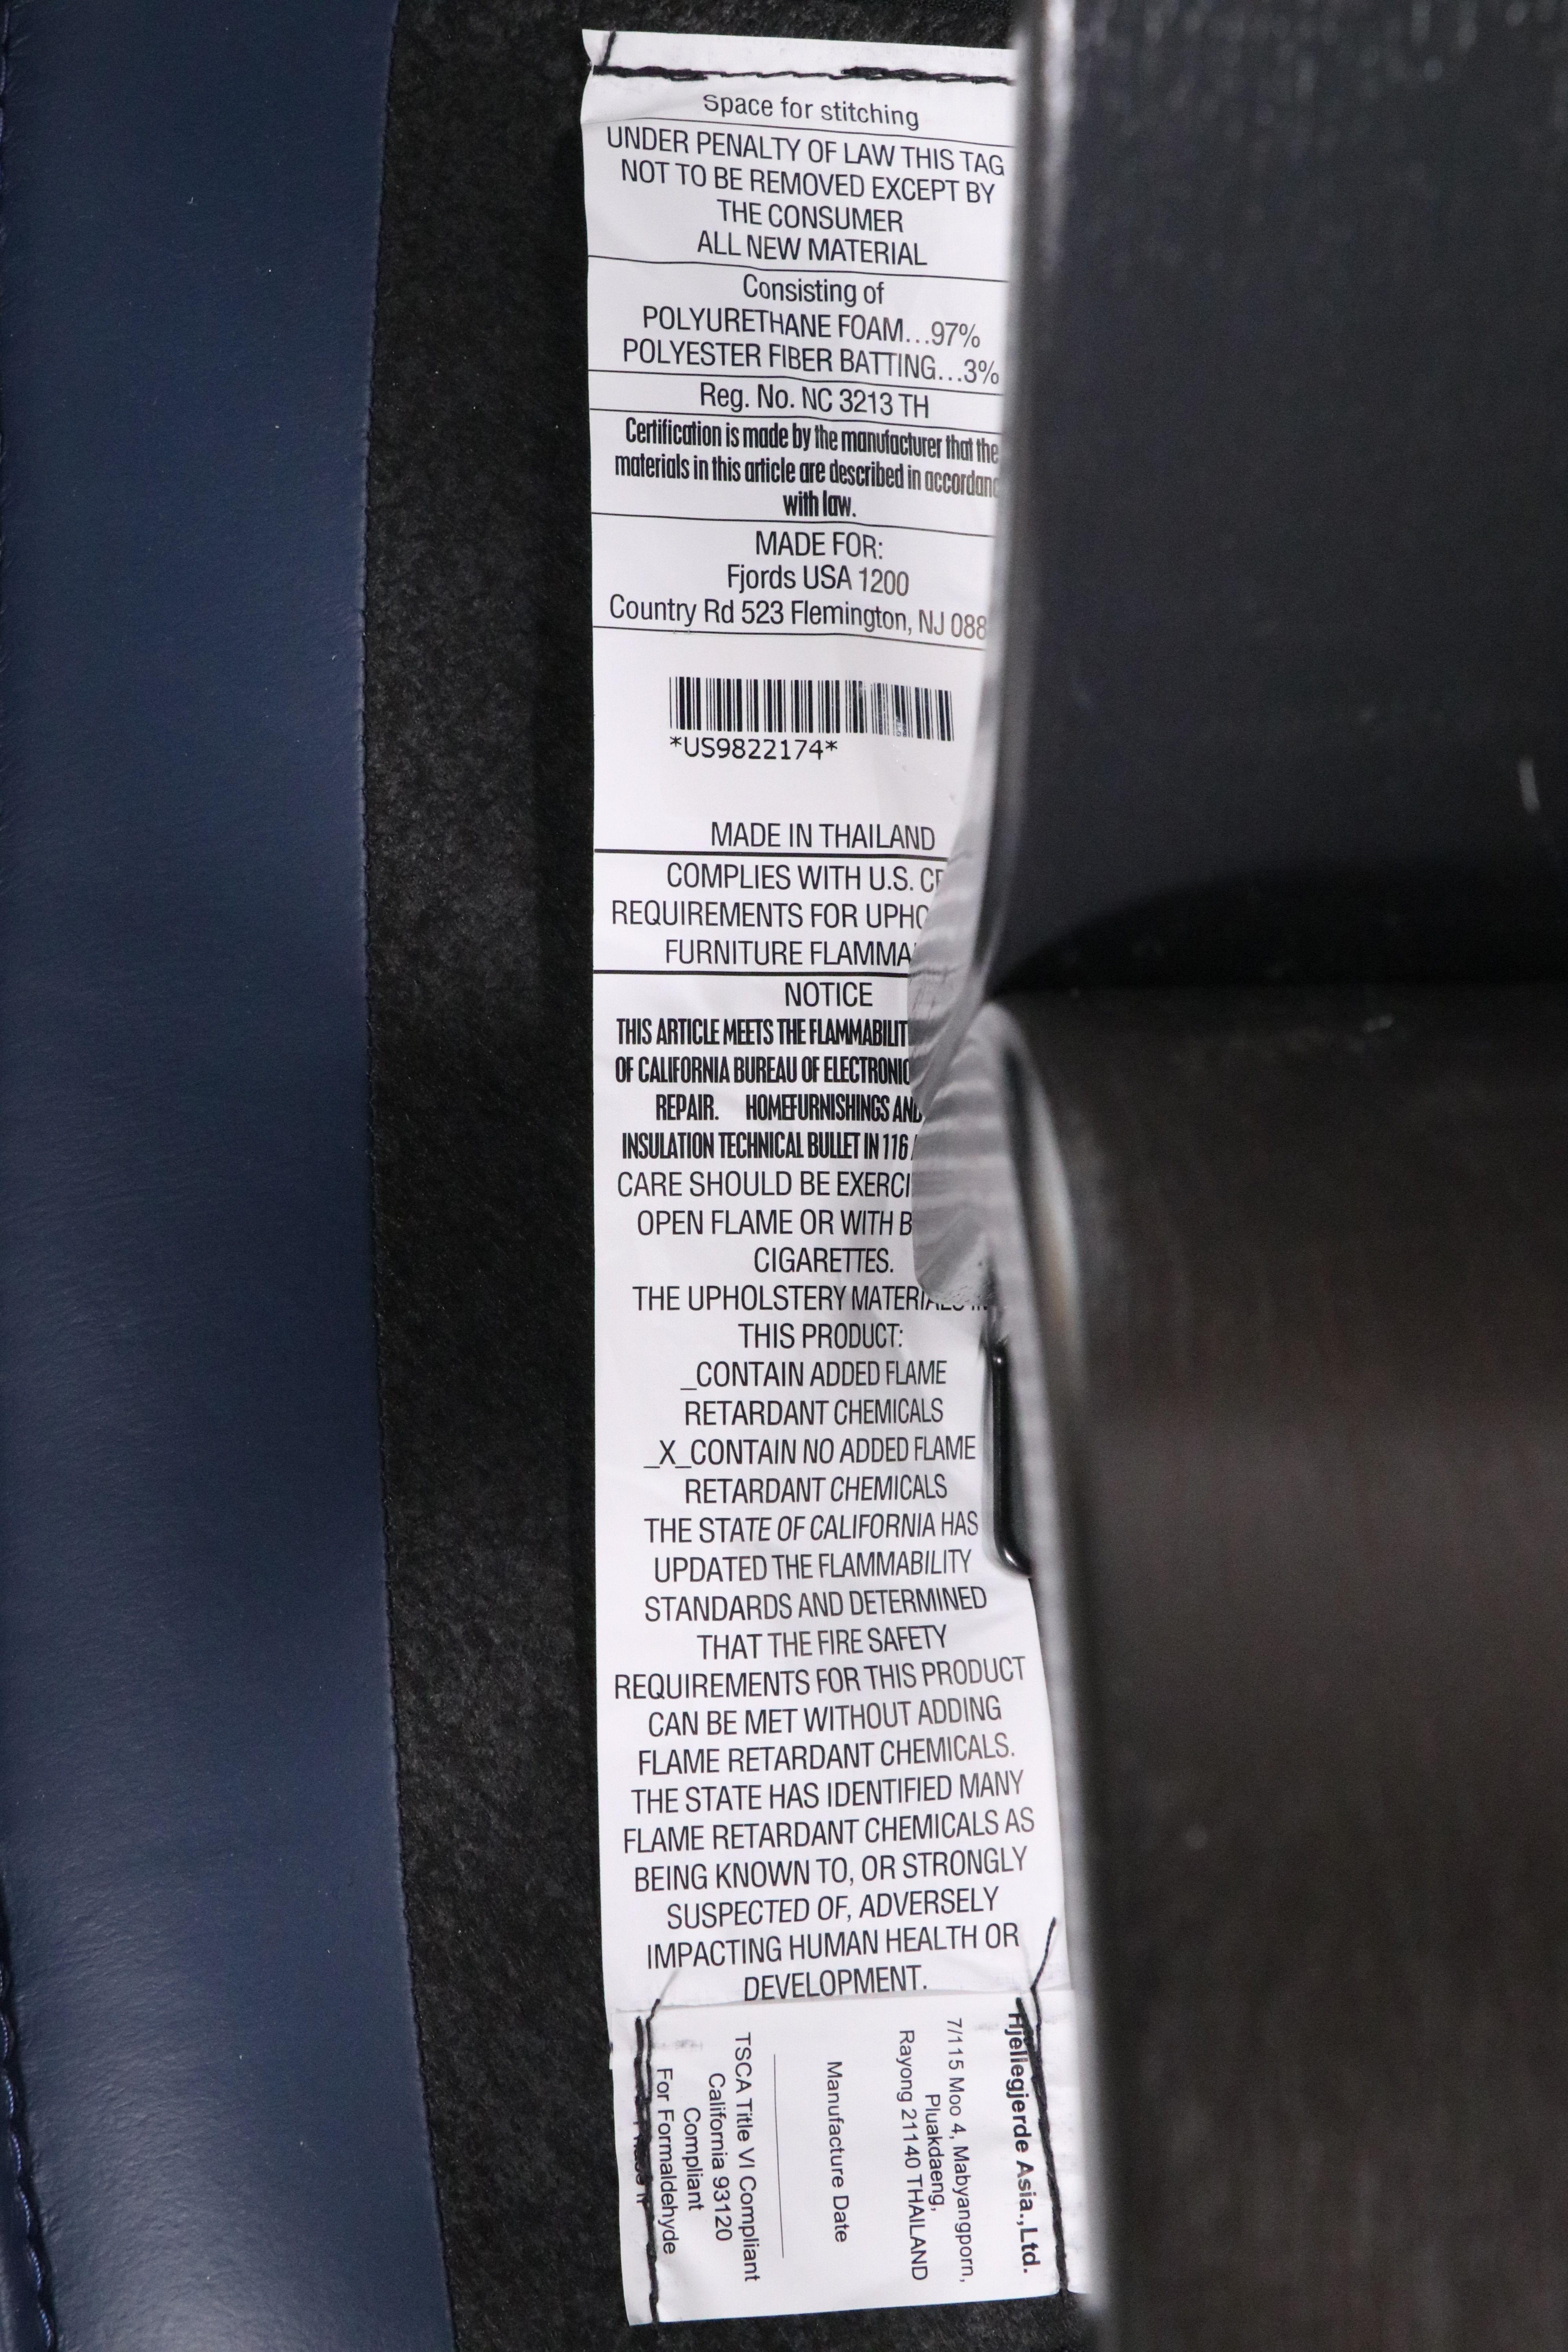 Space for stitching
UNDER PENALTY OF LAW THIS TAG
NOT TO BE REMOVED EXCEPT BY
THE CONSUMER
ALL NEW MATERIAL
Consisting of
POLYURETHANE FOAM...97%
POLYESTER FIBER BATTING...3%
Reg. No. NC 3213 TH
Certification is made by the manufacturer that the
materials in this article are described in
with law.
MADE FOR:
Fjords USA 1200
Country Rd 523 Flemington, NJ 088
*US9822174*
MADE IN THAILAND
COMPLIES WITH U.S.
REQUIREMENTS FOR
FURNITURE
NOTICE
THIS ARTICLE MEETS THE
OF CALIFORNIA BUREAU OF
REPAIR. HOMEFURNISHINGS AND
INSULATION TECHNICAL BULLET IN 116
CARE SHOULD BE
OPEN FLAME OR WITH
CIGARETTES.
THE UPHOLSTERY MATERIALS IN
THIS PRODUCT:
_CONTAIN ADDED FLAME
RETARDANT CHEMICALS
_X_CONTAIN NO ADDED FLAME
RETARDANT CHEMICALS
THE STATE OF CALIFORNIA HAS
UPDATED THE FLAMMABILITY
STANDARDS AND DETERMINED
THAT THE FIRE SAFETY
REQUIREMENTS FOR THIS PRODUCT
CAN BE MET WITHOUT ADDING
FLAME RETARDANT CHEMICALS.
THE STATE HAS IDENTIFIED MANY
FLAME RETARDANT CHEMICALS AS
BEING KNOWN TO, OR STRONGLY
SUSPECTED OF, ADVERSELY
IMPACTING HUMAN HEALTH OR
DEVELOPMENT.
Hjellegjerde Asia.,Ltd.
7/115 Moo 4, Mabyangporn,
Pluakdaeng,
Rayong 21140 THAILAND
Manufacture Date
TSCA Title VI Compliant
California 93120
Compliant
For Formaldehyde